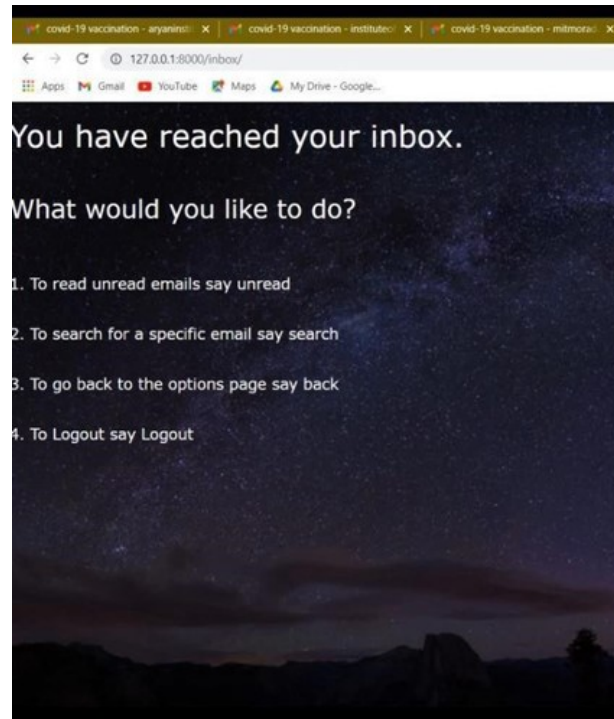 covid-19 vaccination - aryaninsti
covid-19 vaccination - instituteof
covid-19 vaccination - mitmorad
127.0.0.1:8000/inbox/
Apps Gmail YouTube Maps My Drive - Google...
You have reached your inbox.
What would you like to do?
1. To read unread emails say unread
2. To search for a specific email say search
3. To go back to the options page say back
4. To Logout say Logout